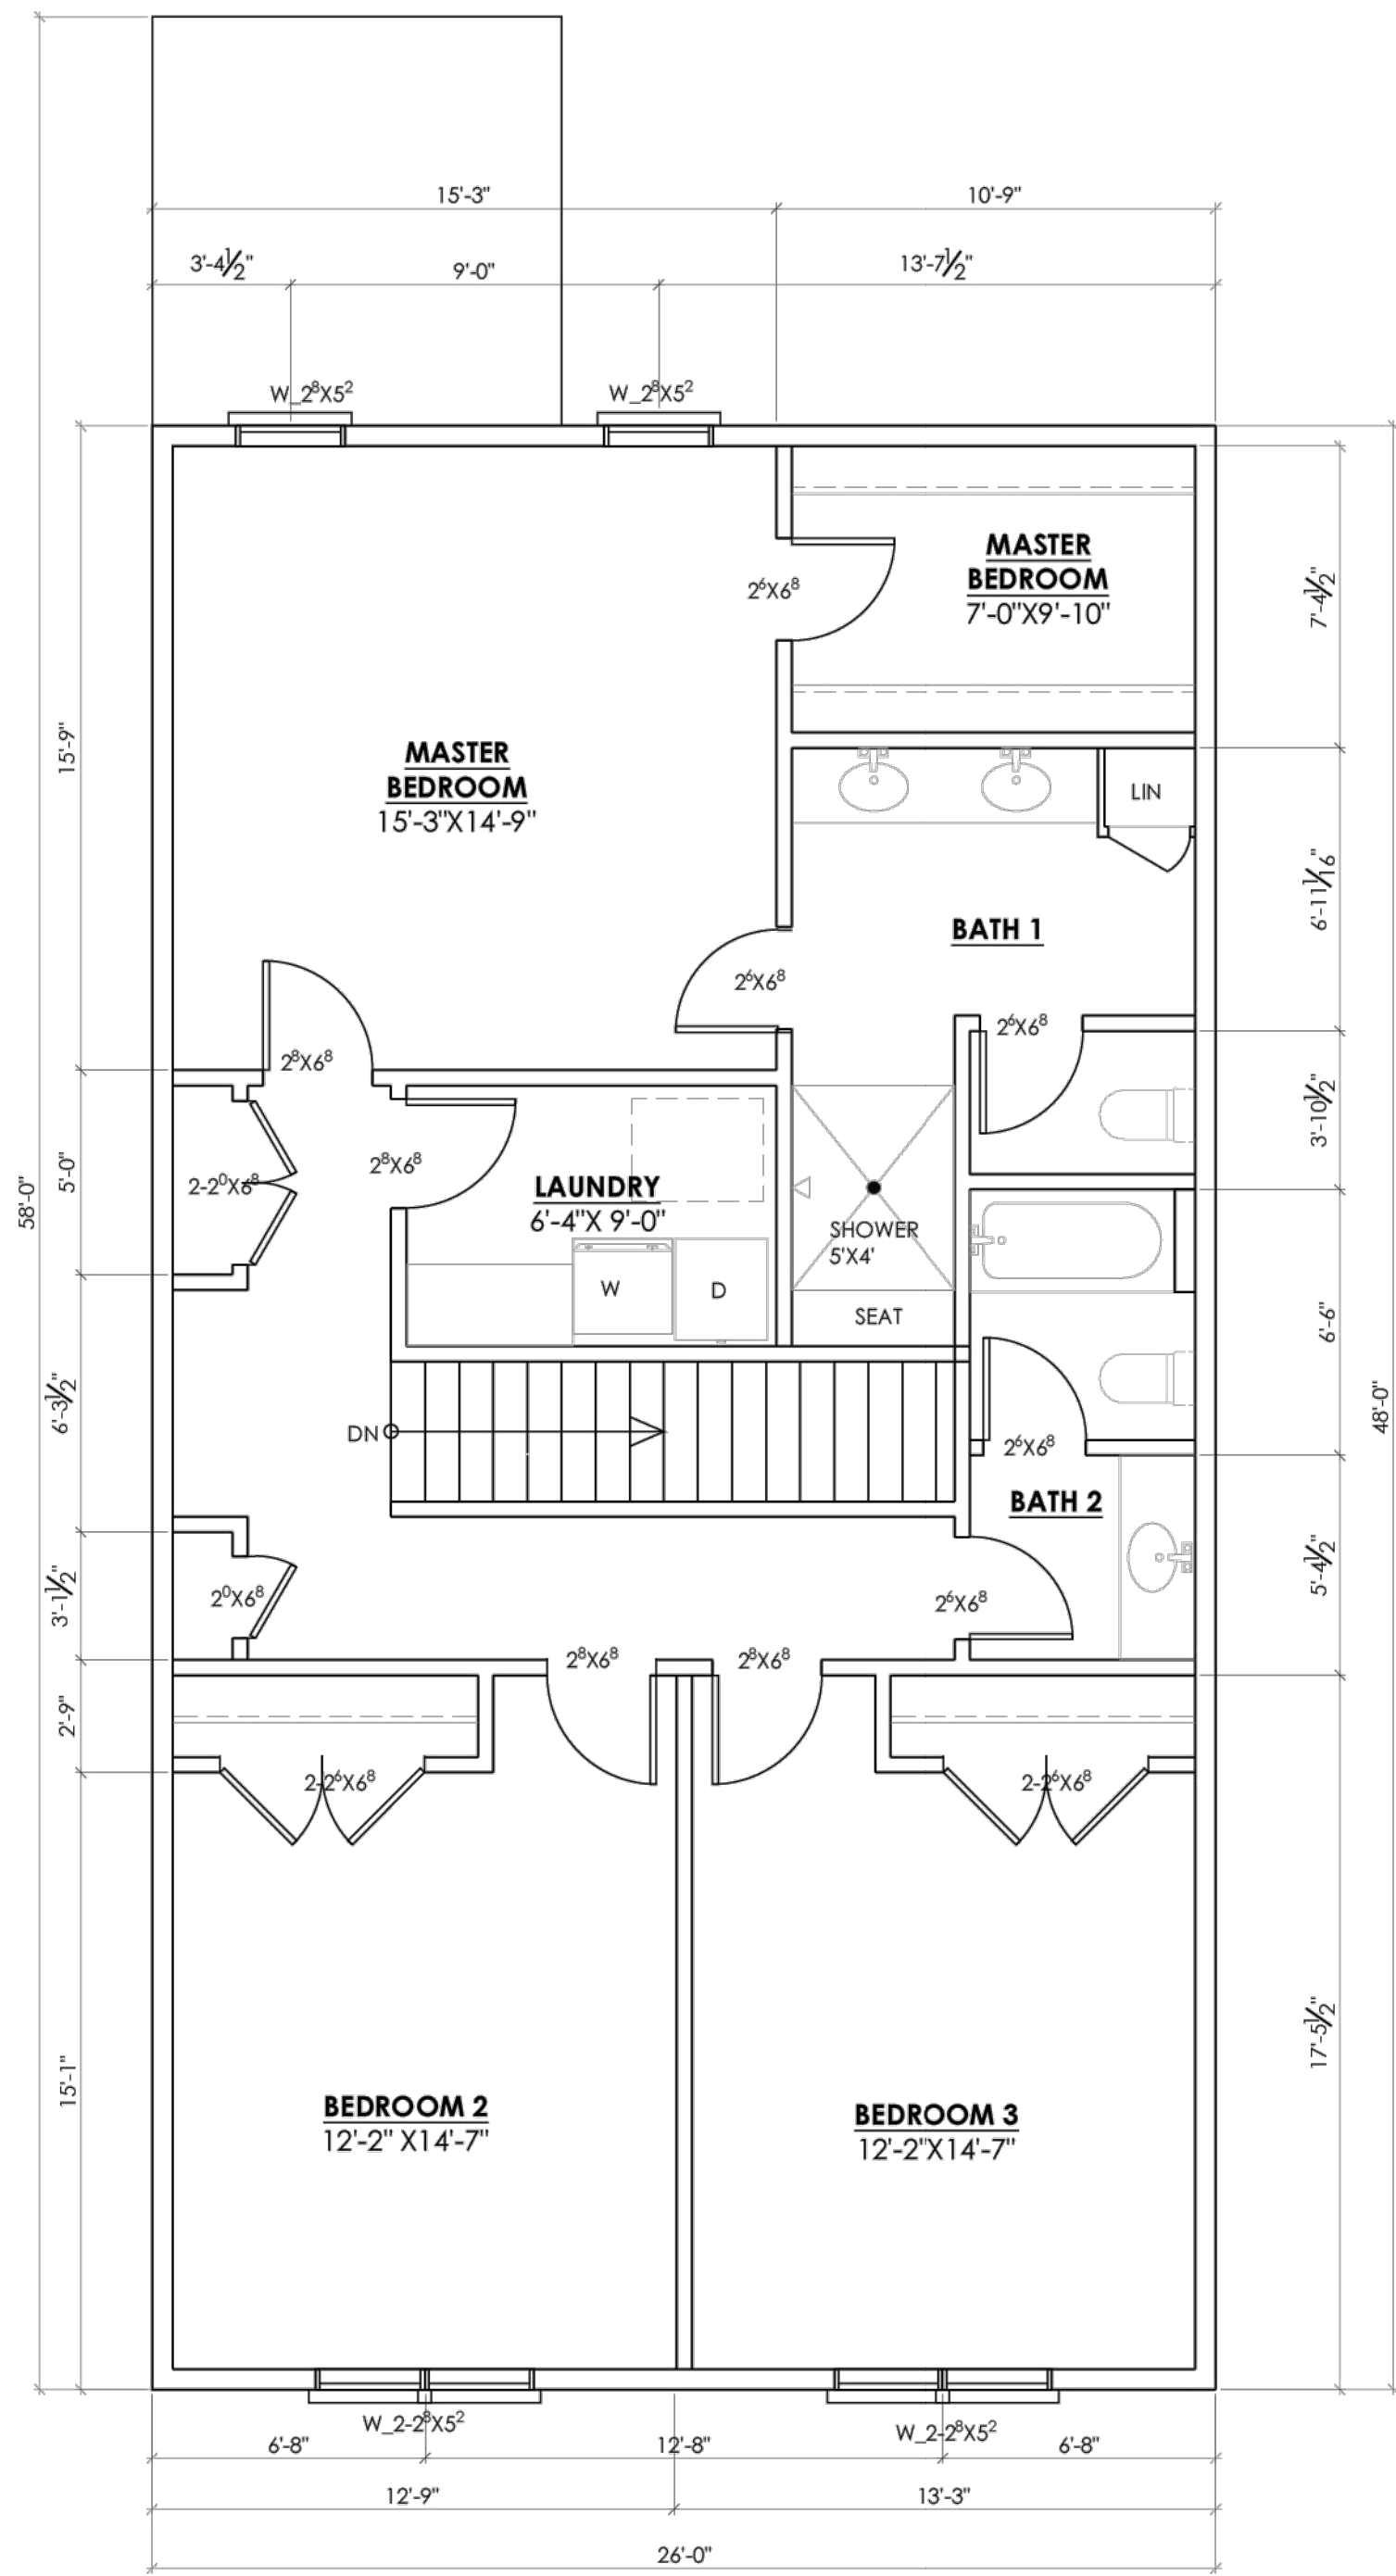 15'-3"
10'-9"
3'-4½"
9'-0"
13'-7½"
W_2⁸X5²
W_2⁸X5²
MASTER
BEDROOM
7'-0"X9'-10"
2⁶X6⁸
7'-4½"
15'-9"
MASTER
BEDROOM
15'-3"X14'-9"
LIN
6'-11 1/16"
BATH 1
2⁶X6⁸
2⁶X6⁸
2⁸X6⁸
3'-10½"
58'-0"
5'-0"
2-2⁰X6⁸
2⁸X6⁸
LAUNDRY
6'-4"X 9'-0"
SHOWER
5'X4'
W
D
SEAT
6'-6"
6'-3½"
48'-0"
DN
2⁶X6⁸
BATH 2
5'-4½"
3'-1½"
2⁰X6⁸
2⁶X6⁸
2⁸X6⁸
2⁸X6⁸
2'-9"
2-2⁶X6⁸
2-2⁶X6⁸
17'-5½"
15'-1"
BEDROOM 2
12'-2" X14'-7"
BEDROOM 3
12'-2"X14'-7"
W_2-2⁸X5²
W_2-2⁸X5²
6'-8"
12'-8"
6'-8"
12'-9"
13'-3"
26'-0"